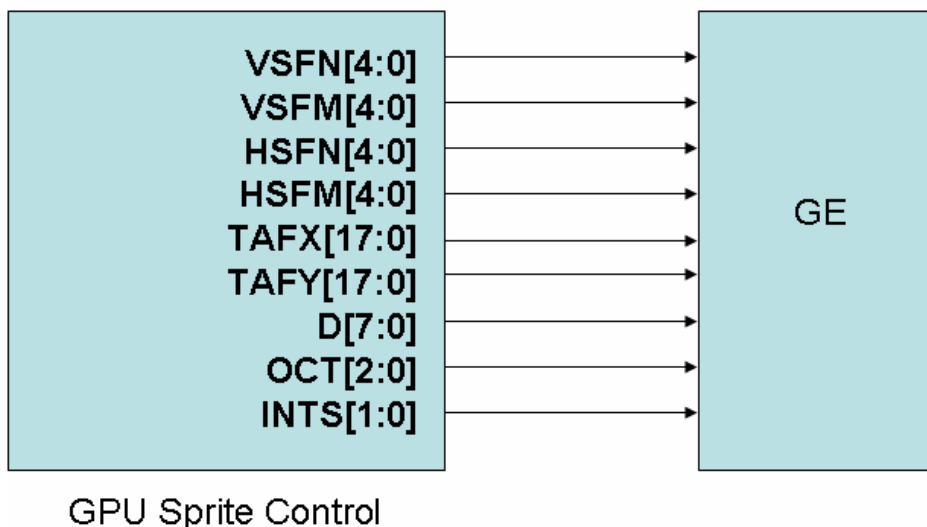 VSFN[4:0]
VSFM[4:0]
HSFN[4:0]
HSFM[4:0]
TAFX[17:0]
TAFY[17:0]
D[7:0]
OCT[2:0]
INTS[1:0]
GE
GPU Sprite Control